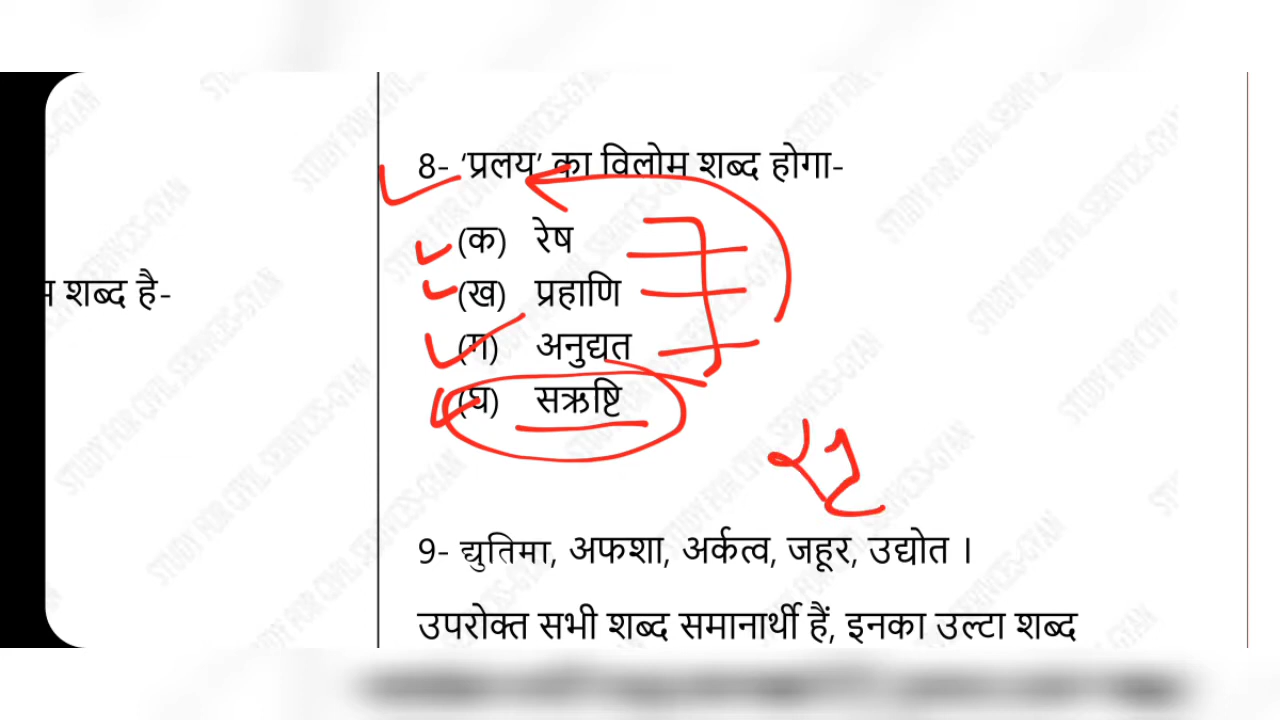 8- ‘प्रलय’ का विलोम शब्द होगा-
(क) रेष
(ख) प्रहाणि
शब्द है-
(ग) अनुद्यत
(घ) सऋष्टि
9- द्युतिमा, अफशा, अर्कत्व, जहूर, उद्योत ।
उपरोक्त सभी शब्द समानार्थी हैं, इनका उल्टा शब्द